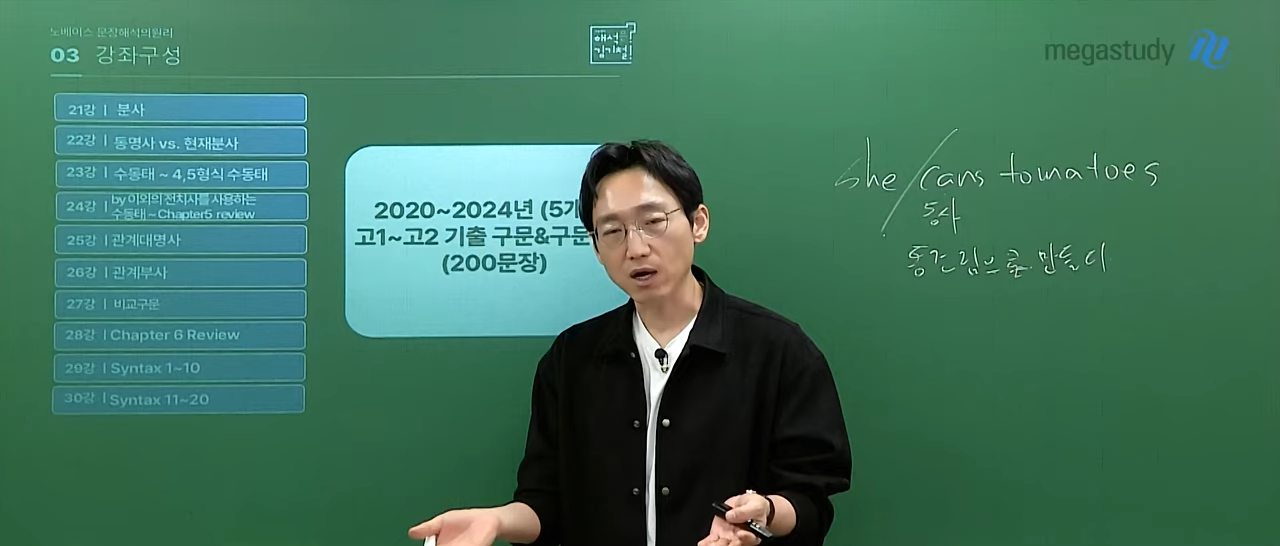 노베이스 문장해석의원리
03 강좌구성
해석은?
김기철!
megastudy
21강 | 분사
22강 | 동명사 vs. 현재분사
23강 | 수동태 ~ 4,5형식 수동태
24강 | by 이외의 전치사를 사용하는
수동태 ~ Chapter5 review
25강 | 관계대명사
26강 | 관계부사
27강 | 비교구문
28강 | Chapter 6 Review
29강 | Syntax 1~10
30강 | Syntax 11~20
2020~2024년 (5개
고1~고2 기출 구문&구문
(200문장)
she / cans tomatoes
동사
통조림으로 만들다